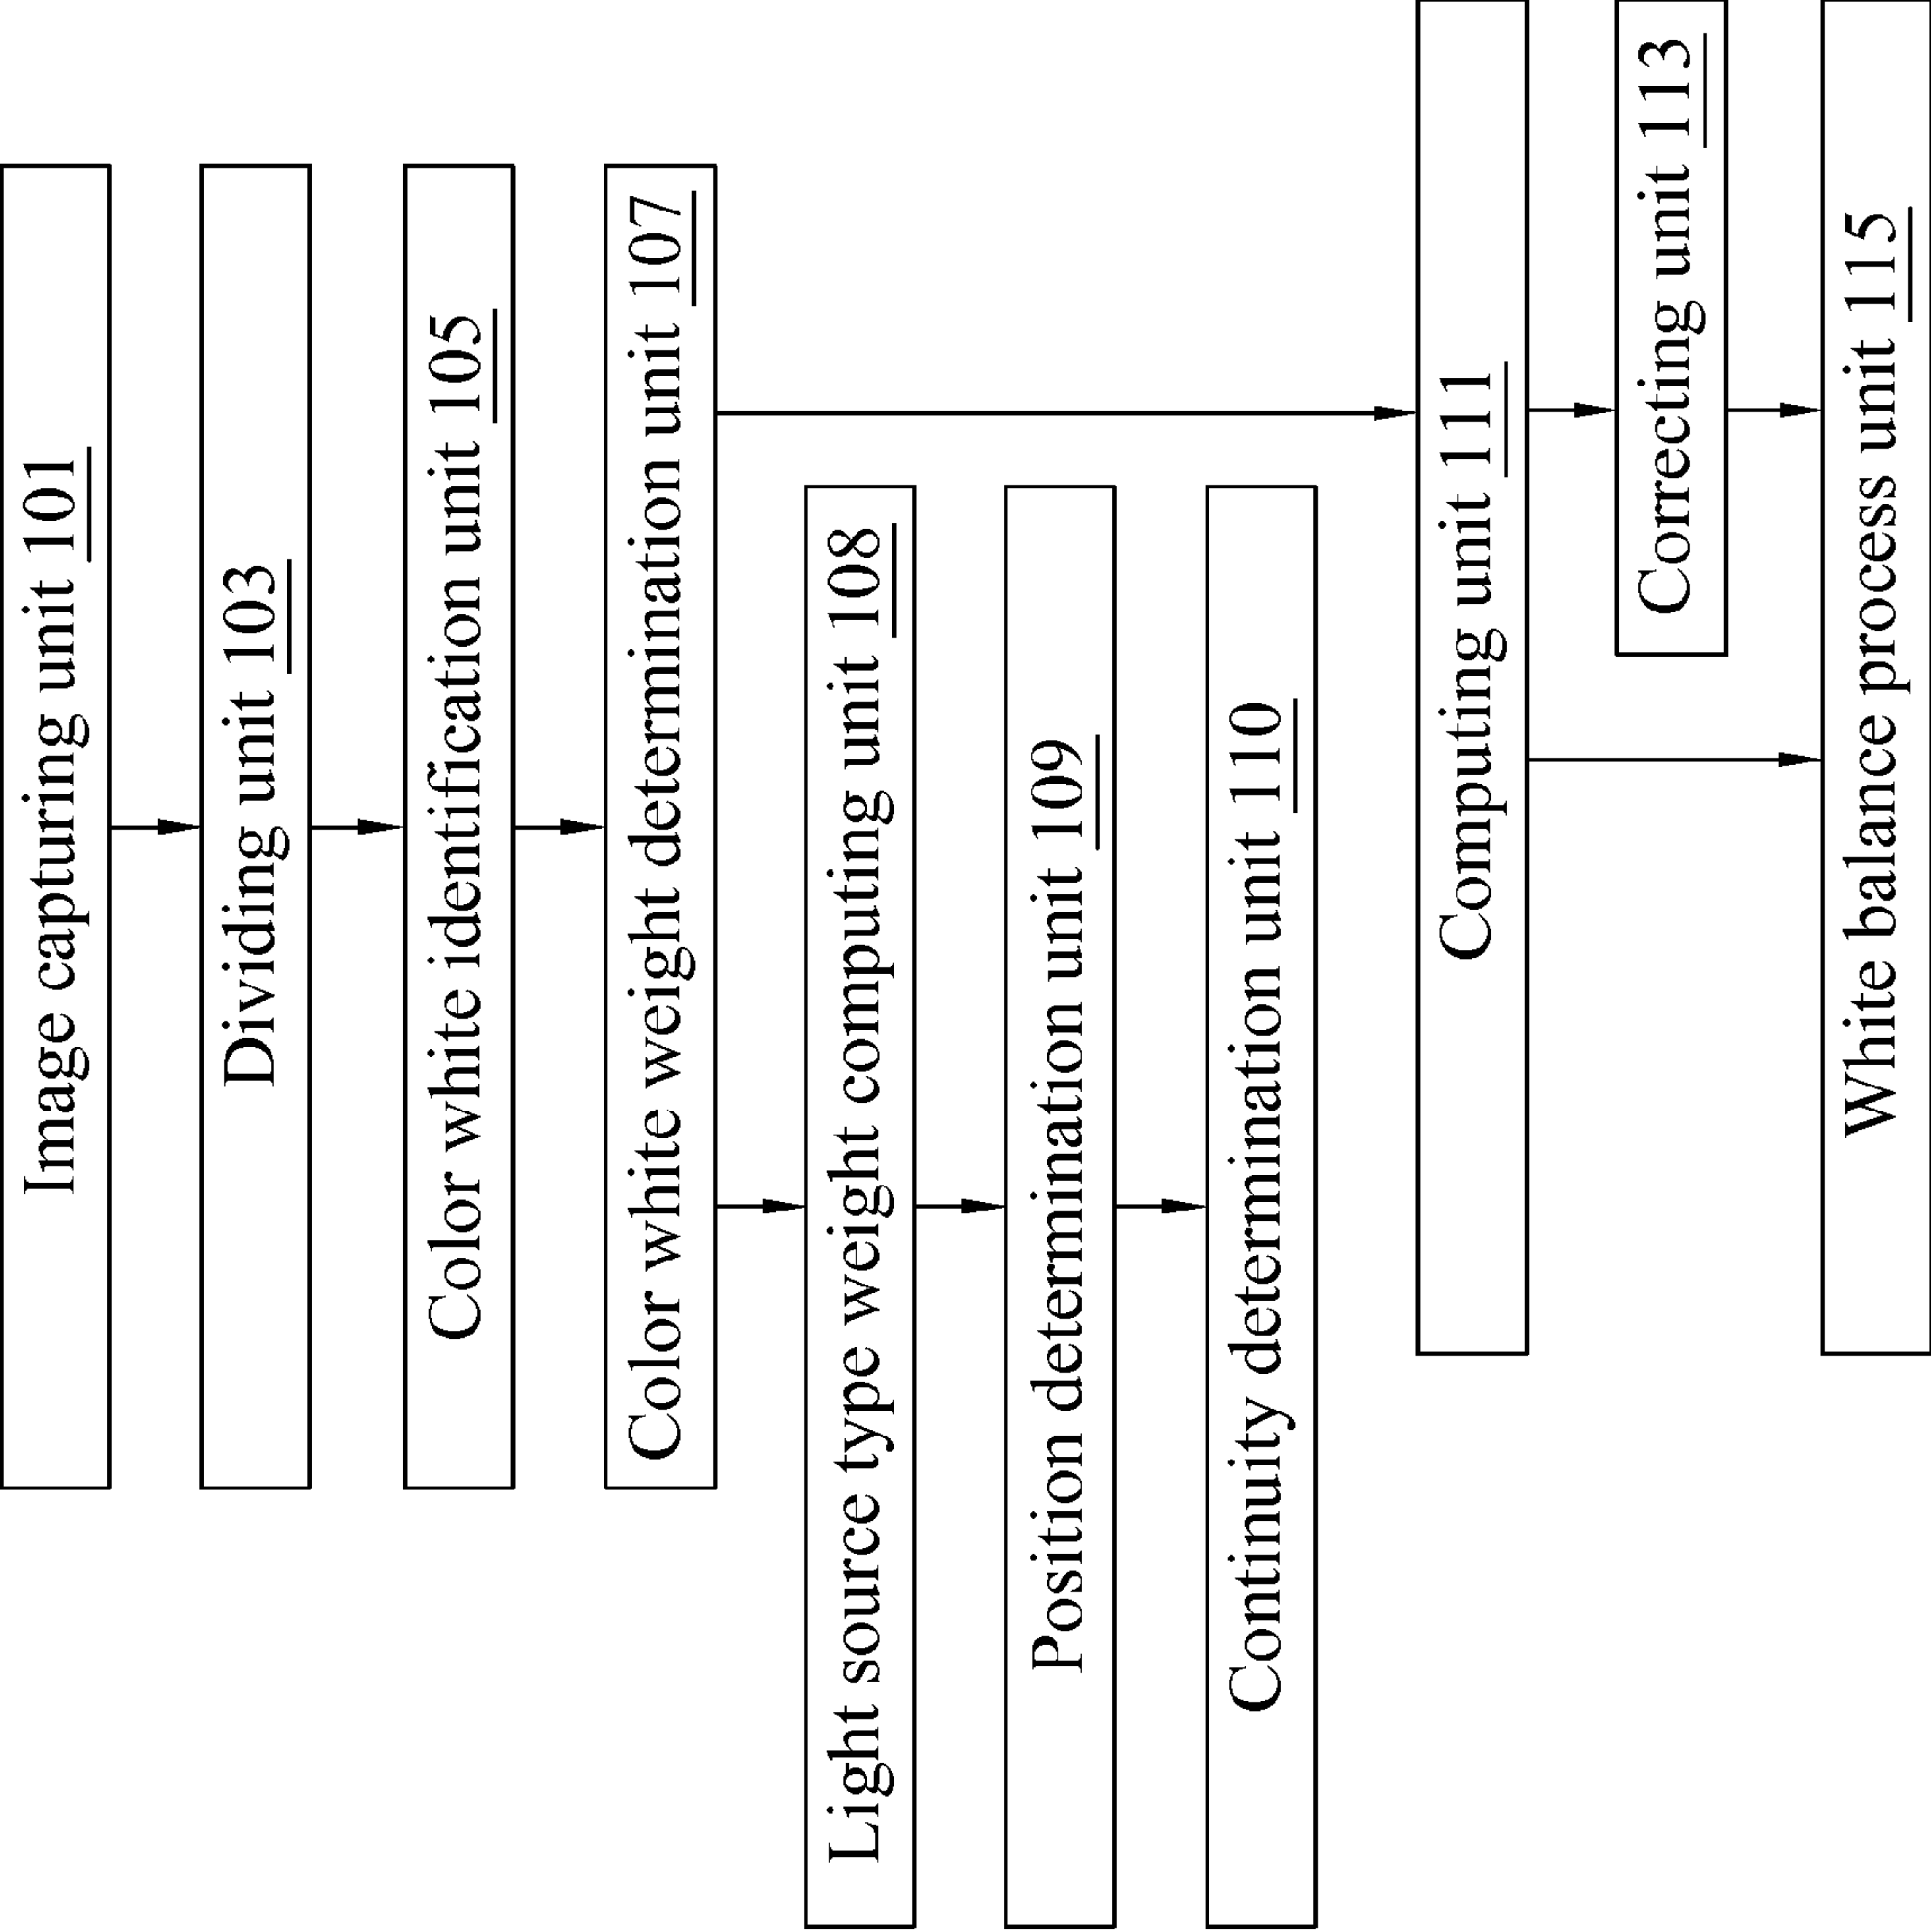 Image capturing unit 101
Dividing unit 103
Color white identification unit 105
Color white weight determination unit 107
Light source type weight computing unit 108
Position determination unit 109
Continuity determination unit 110
Computing unit 111
Correcting unit 113
White balance process unit 115